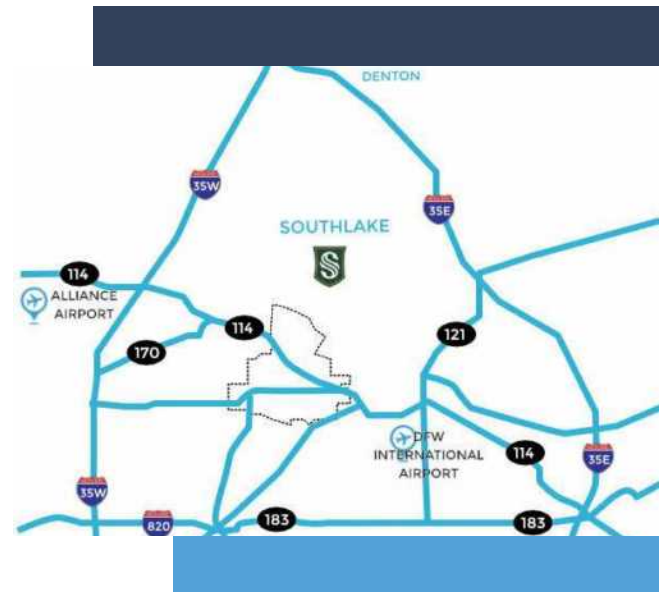 DENTON
35W
35E
SOUTHLAKE
S
114
ALLIANCE
AIRPORT
114
170
121
DFW
INTERNATIONAL
AIRPORT
114
35E
35W
820
183
183